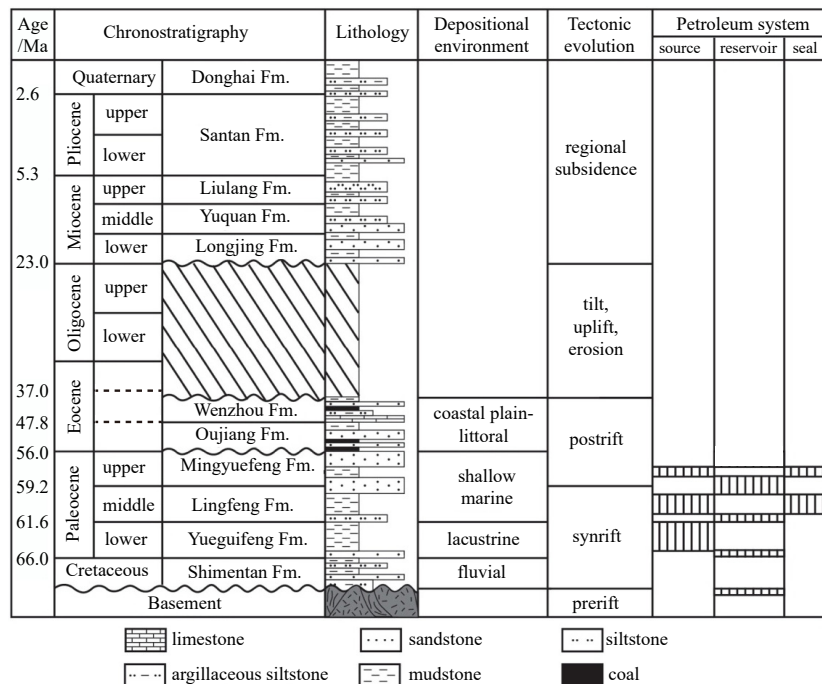 Age
/Ma
Chronostratigraphy
Lithology
Depositional
environment
Tectonic
evolution
Petroleum system
source
reservoir
seal
Quaternary
Donghai Fm.
2.6
Pliocene
upper
lower
Santan Fm.
5.3
Miocene
upper
Liulang Fm.
middle
Yuquan Fm.
lower
Longjing Fm.
regional
subsidence
23.0
Oligocene
upper
lower
tilt,
uplift,
erosion
37.0
Eocene
Wenzhou Fm.
47.8
Oujiang Fm.
coastal plain-
littoral
postrift
56.0
Paleocene
upper
Mingyuefeng Fm.
59.2
middle
Lingfeng Fm.
shallow
marine
61.6
lower
Yueguifeng Fm.
lacustrine
synrift
66.0
Cretaceous
Shimentan Fm.
fluvial
Basement
prerift
limestone
sandstone
siltstone
argillaceous siltstone
mudstone
coal